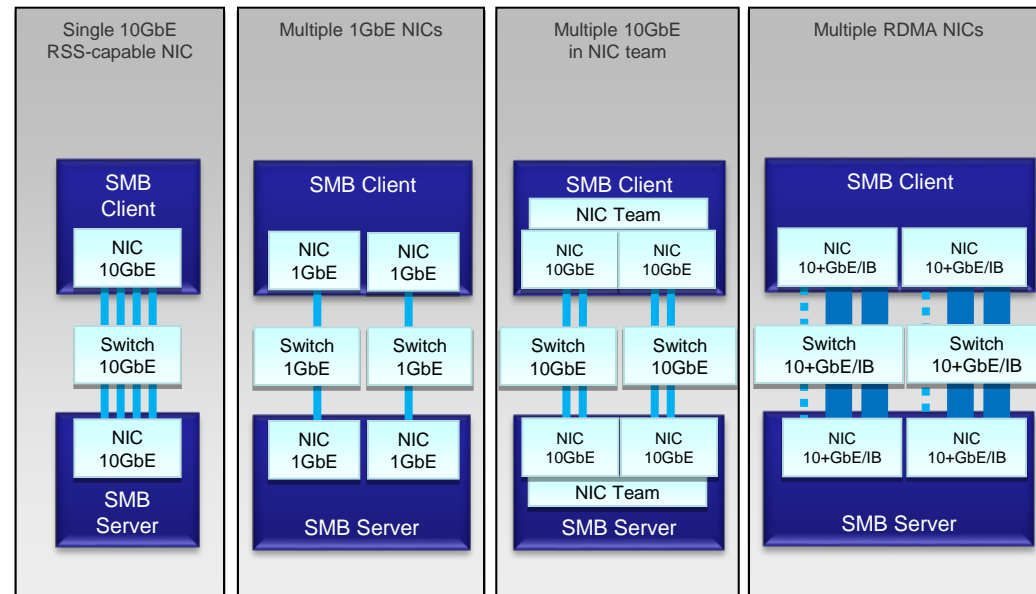 Single 10GbE
RSS-capable NIC
SMB
Client
NIC
10GbE
Switch
10GbE
NIC
10GbE
SMB
Server
Multiple 1GbE NICs
SMB Client
NIC
1GbE
NIC
1GbE
Switch
1GbE
Switch
1GbE
NIC
1GbE
NIC
1GbE
SMB Server
Multiple 10GbE
in NIC team
SMB Client
NIC Team
NIC
10GbE
NIC
10GbE
Switch
10GbE
Switch
10GbE
NIC
10GbE
NIC
10GbE
NIC Team
SMB Server
Multiple RDMA NICs
SMB Client
NIC
10+GbE/IB
NIC
10+GbE/IB
Switch
10+GbE/IB
Switch
10+GbE/IB
NIC
10+GbE/IB
NIC
10+GbE/IB
SMB Server